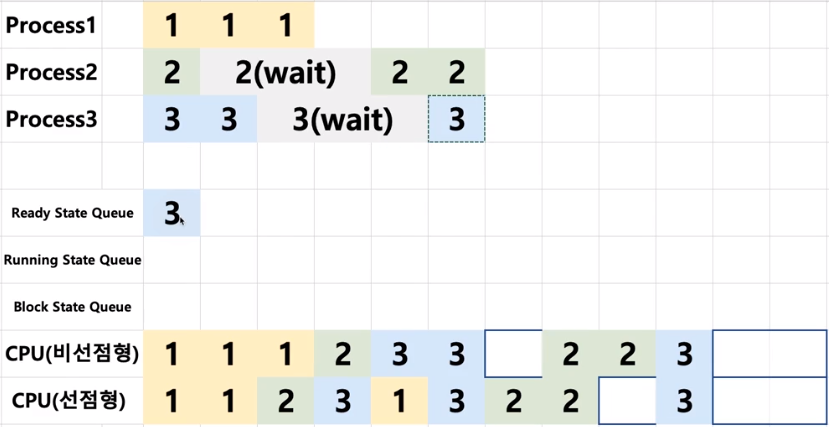 Process1 1 1 1
Process2 2 2(wait) 2 2
Process3 3 3 3(wait) 3
Ready State Queue 3
Running State Queue
Block State Queue
CPU(비선점형) 1 1 1 2 3 3 2 2 3
CPU(선점형) 1 1 2 3 1 3 2 2 3